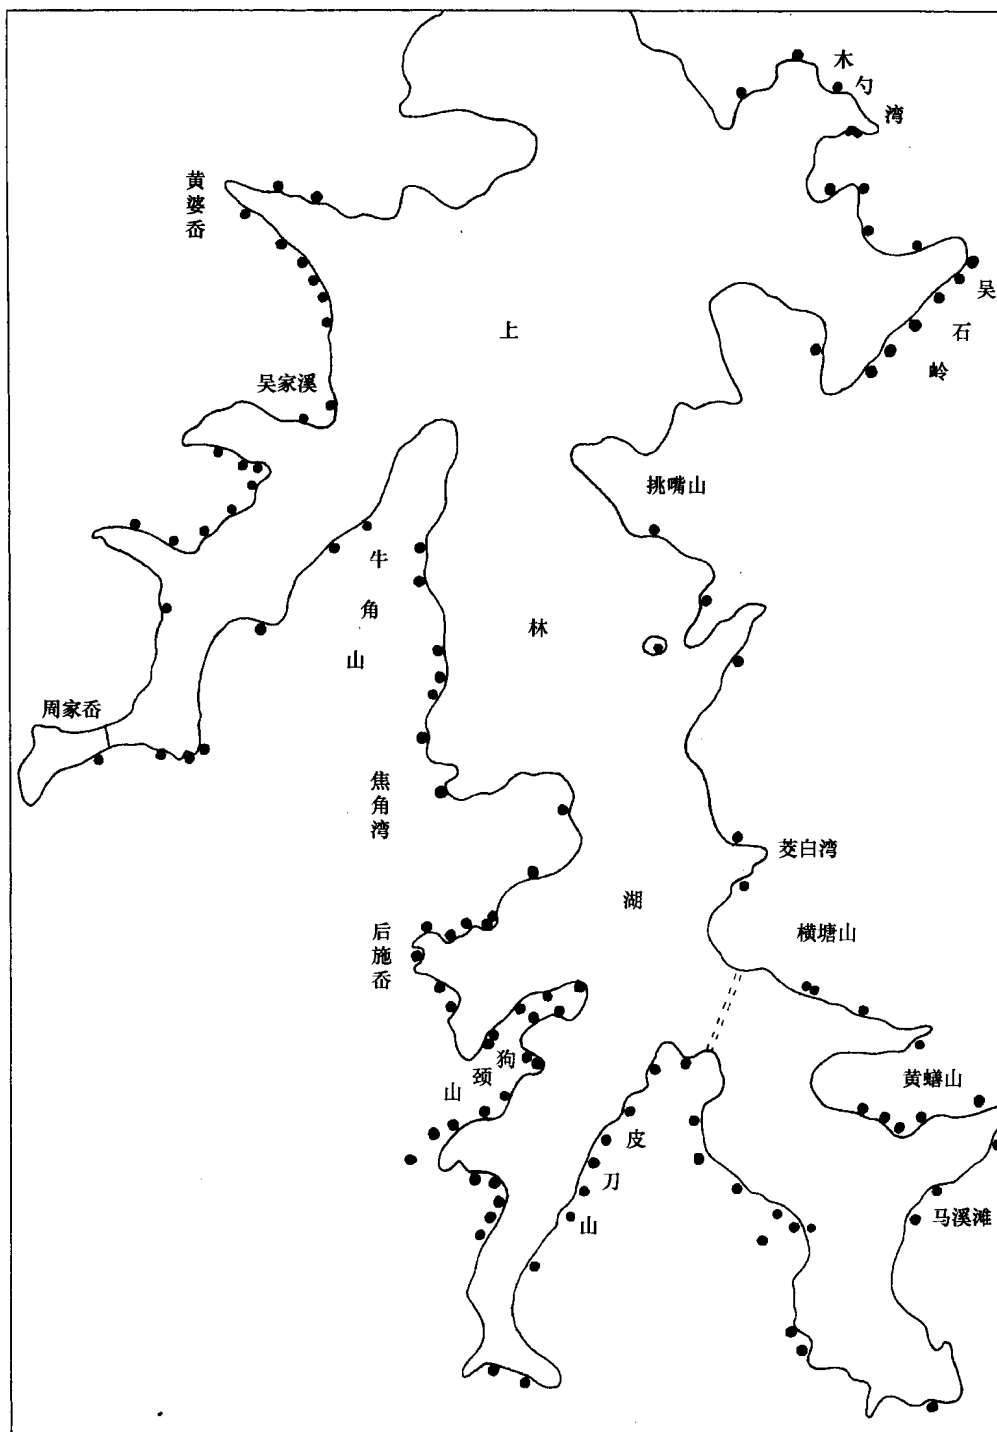 木勺湾
黄婆岙
吴石岭
上
吴家溪
挑嘴山
牛角山
林
周家岙
焦角湾
茭白湾
湖
横塘山
后施岙
狗颈山
黄蟮山
皮刀山
马溪滩